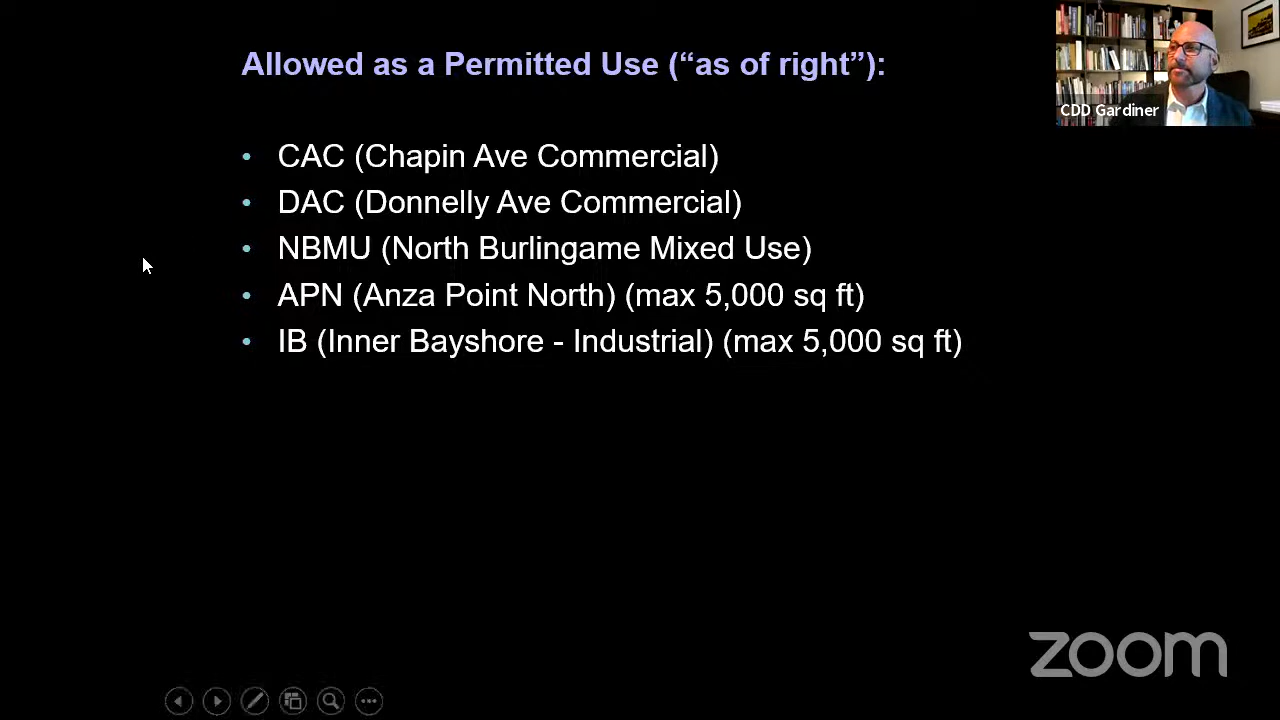 Allowed as a Permitted Use (“as of right”):
CDD Gardiner
• CAC (Chapin Ave Commercial)
• DAC (Donnelly Ave Commercial)
• NBMU (North Burlingame Mixed Use)
• APN (Anza Point North) (max 5,000 sq ft)
• IB (Inner Bayshore - Industrial) (max 5,000 sq ft)
zoom